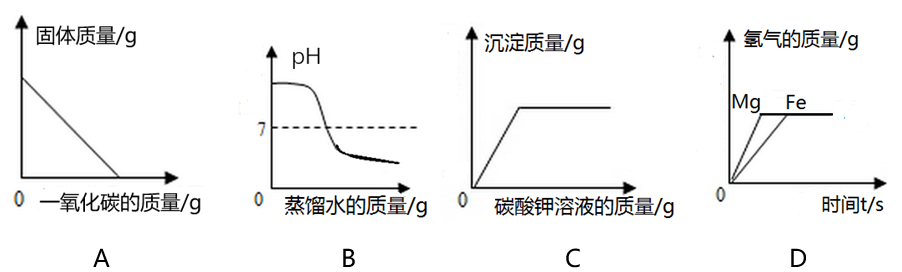 固体质量/g
0
一氧化碳的质量/g
A
pH
7
0
蒸馏水的质量/g
B
沉淀质量/g
0
碳酸钾溶液的质量/g
C
氢气的质量/g
Mg Fe
0
时间t/s
D